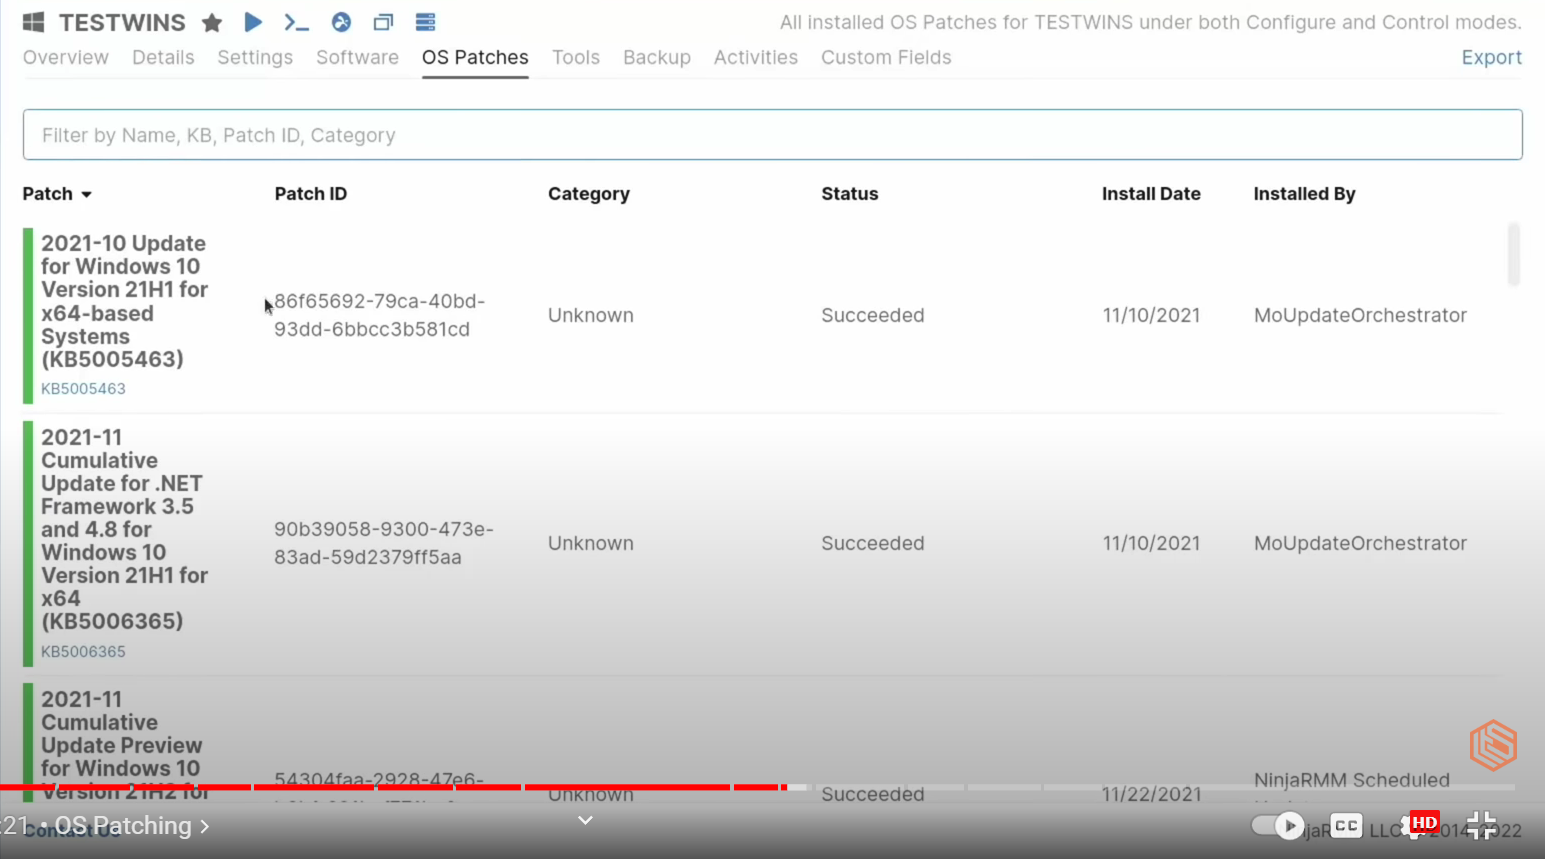 TESTWINS
All installed OS Patches for TESTWINS under both Configure and Control modes.
Overview Details Settings Software OS Patches Tools Backup Activities Custom Fields Export
Filter by Name, KB, Patch ID, Category
Patch Patch ID Category Status Install Date Installed By
2021-10 Update
for Windows 10
Version 21H1 for
x64-based
Systems
(KB5005463)
KB5005463
86f65692-79ca-40bd-
93dd-6bbcc3b581cd
Unknown
Succeeded
11/10/2021
MoUpdateOrchestrator
2021-11
Cumulative
Update for .NET
Framework 3.5
and 4.8 for
Windows 10
Version 21H1 for
x64
(KB5006365)
KB5006365
90b39058-9300-473e-
83ad-59d2379ff5aa
Unknown
Succeeded
11/10/2021
MoUpdateOrchestrator
2021-11
Cumulative
Update Preview
for Windows 10
Version 21H2 for
54304faa-2928-47e6-
Unknown
Succeeded
11/22/2021
NinjaRMM Scheduled
:21 • OS Patching
Contact Us
CC
HD
LLC
2022